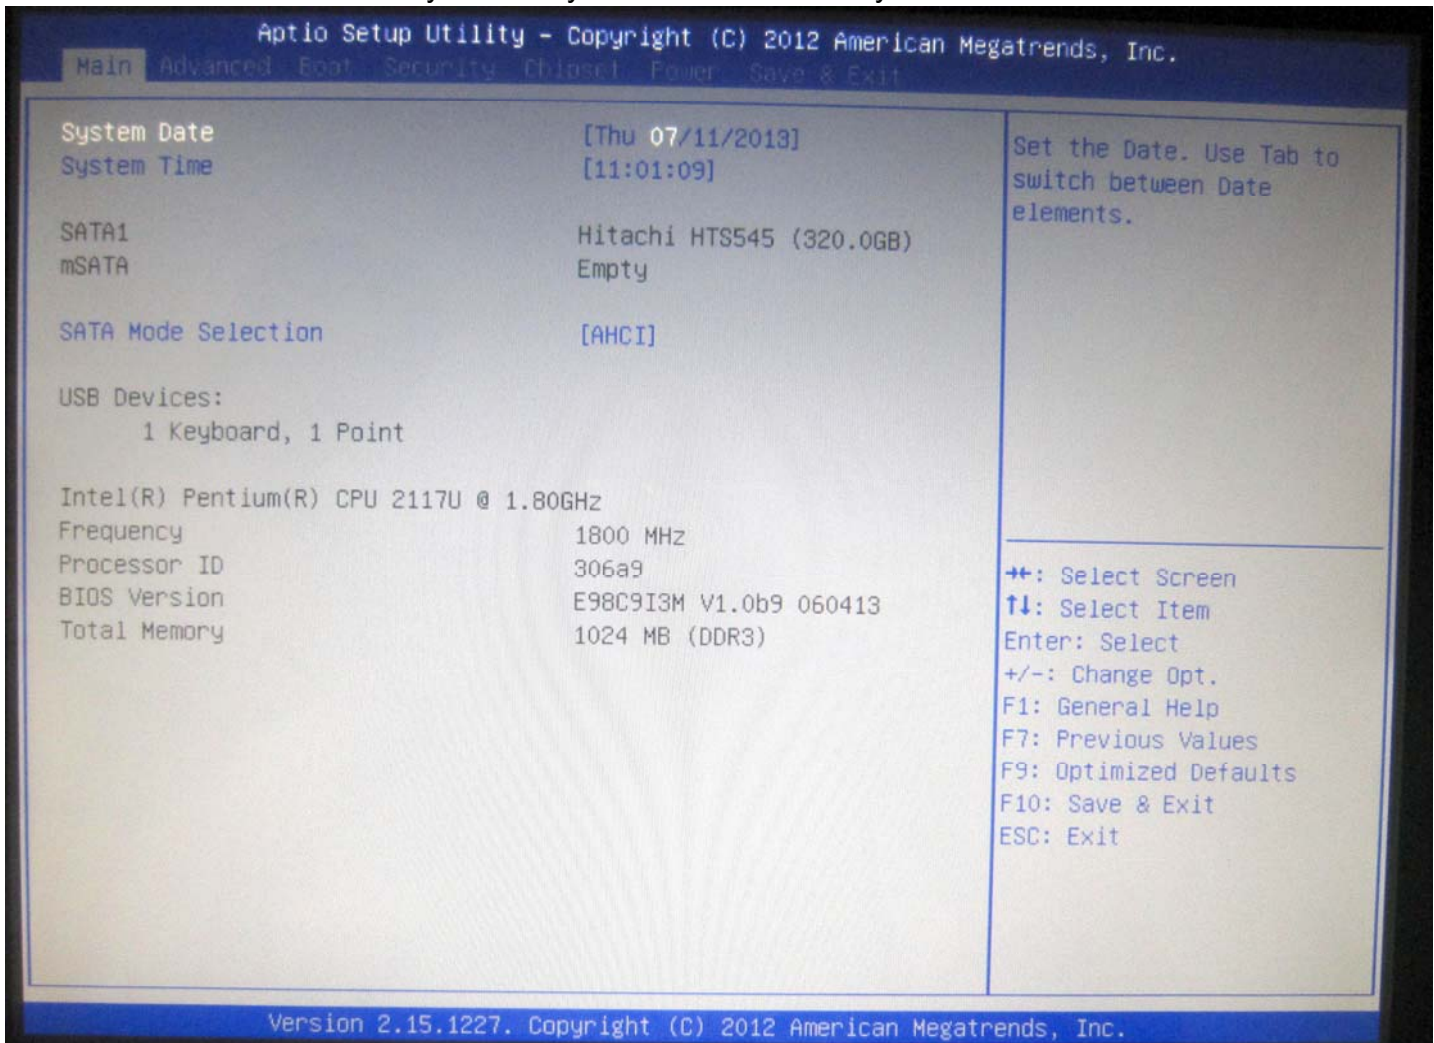 Aptio Setup Utility - Copyright (C) 2012 American Megatrends, Inc.
Main Advanced Boot Security Chipset Power Save & Exit
System Date [Thu 07/11/2013]
System Time [11:01:09]
SATA1 Hitachi HTS545 (320.0GB)
mSATA Empty
SATA Mode Selection [AHCI]
USB Devices:
1 Keyboard, 1 Point
Intel(R) Pentium(R) CPU 2117U @ 1.80GHz
Frequency 1800 MHz
Processor ID 306a9
BIOS Version E98C9I3M V1.0b9 060413
Total Memory 1024 MB (DDR3)
Set the Date. Use Tab to
switch between Date
elements.
→←: Select Screen
↑↓: Select Item
Enter: Select
+/-: Change Opt.
F1: General Help
F7: Previous Values
F9: Optimized Defaults
F10: Save & Exit
ESC: Exit
Version 2.15.1227. Copyright (C) 2012 American Megatrends, Inc.